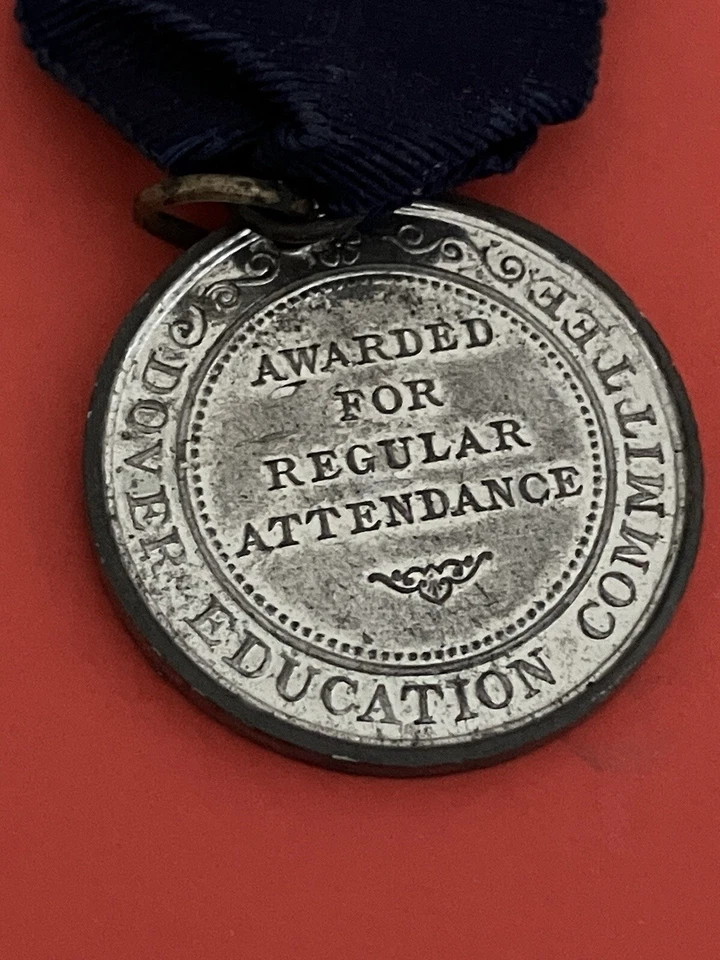 AWARDED
FOR
REGULAR
ATTENDANCE
DOVER EDUCATION COMMITTEE